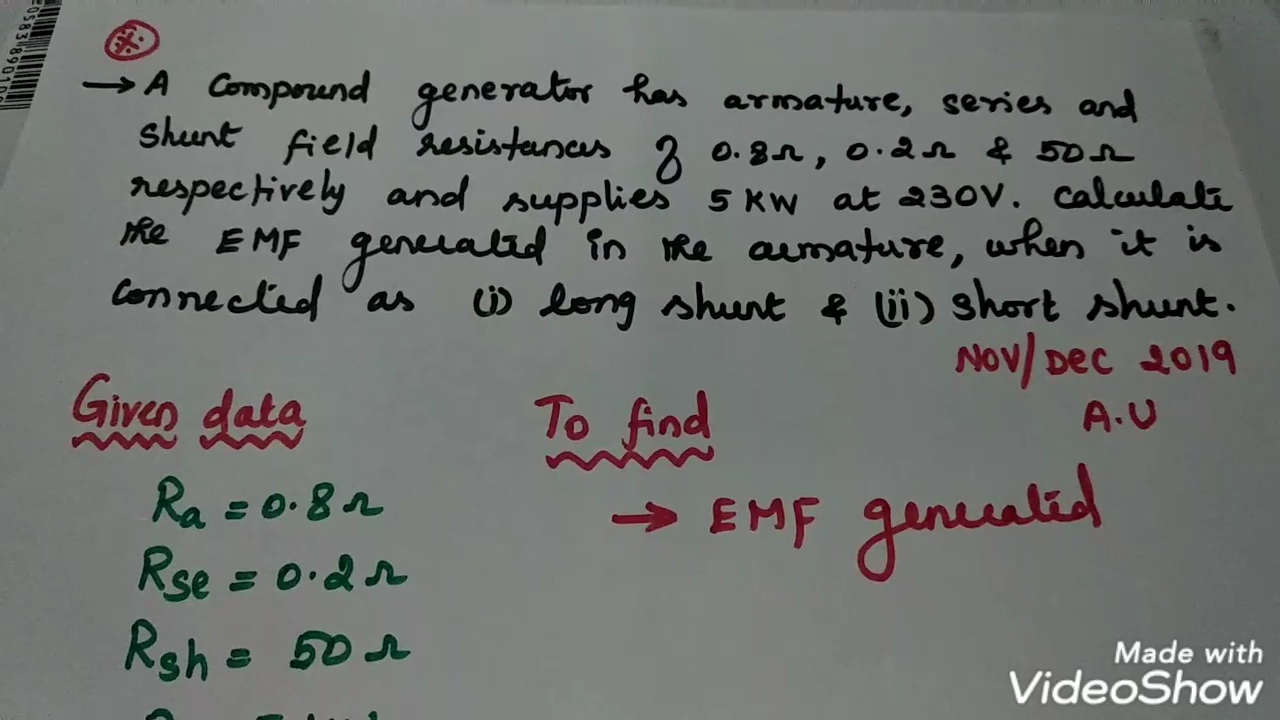 → A compound generator has armature, series and
shunt field resistances of 0.8Ω, 0.2Ω & 50Ω
respectively and supplies 5 KW at 230V. Calculate
the EMF generated in the armature, when it is
connected as (i) long shunt & (ii) short shunt.
NOV/DEC 2019
A.U
Given data
To find
Ra = 0.8Ω
→ EMF generated
Rse = 0.2Ω
Rsh = 50Ω
Made with
VideoShow